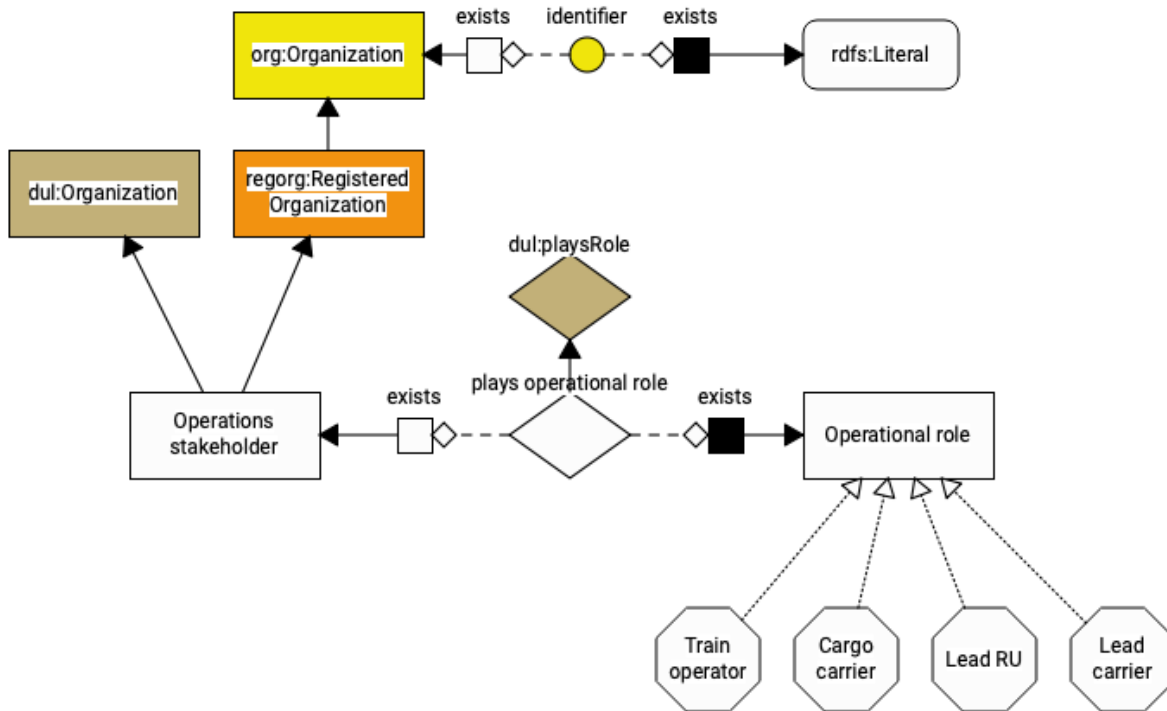 exists
identifier
exists
org:Organization
rdfs:Literal
dul:Organization
regorg:Registered
Organization
dul:playsRole
plays operational role
exists
exists
Operations
stakeholder
Operational role
Train
operator
Cargo
carrier
Lead RU
Lead
carrier